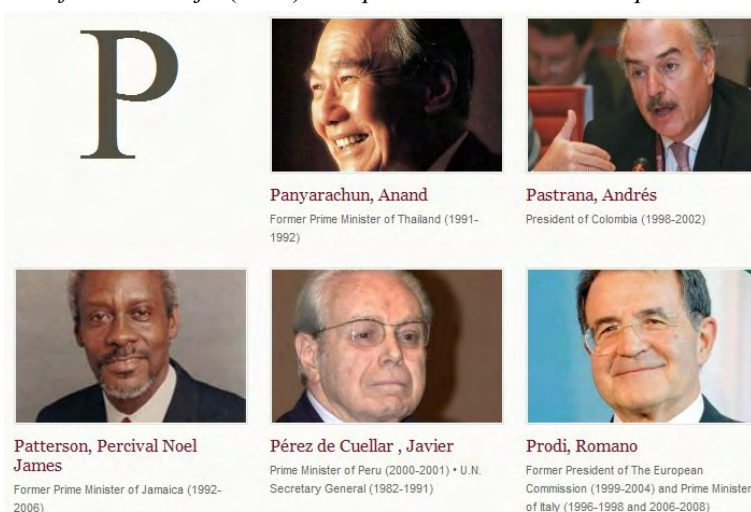 P
Panyarachun, Anand
Former Prime Minister of Thailand (1991-
1992)
Pastrana, Andrés
President of Colombia (1998-2002)
Patterson, Percival Noel
James
Former Prime Minister of Jamaica (1992-
2006)
Pérez de Cuellar , Javier
Prime Minister of Peru (2000-2001) • U.N.
Secretary General (1982-1991)
Prodi, Romano
Former President of The European
Commission (1999-2004) and Prime Minister
of Italy (1996-1998 and 2006-2008)